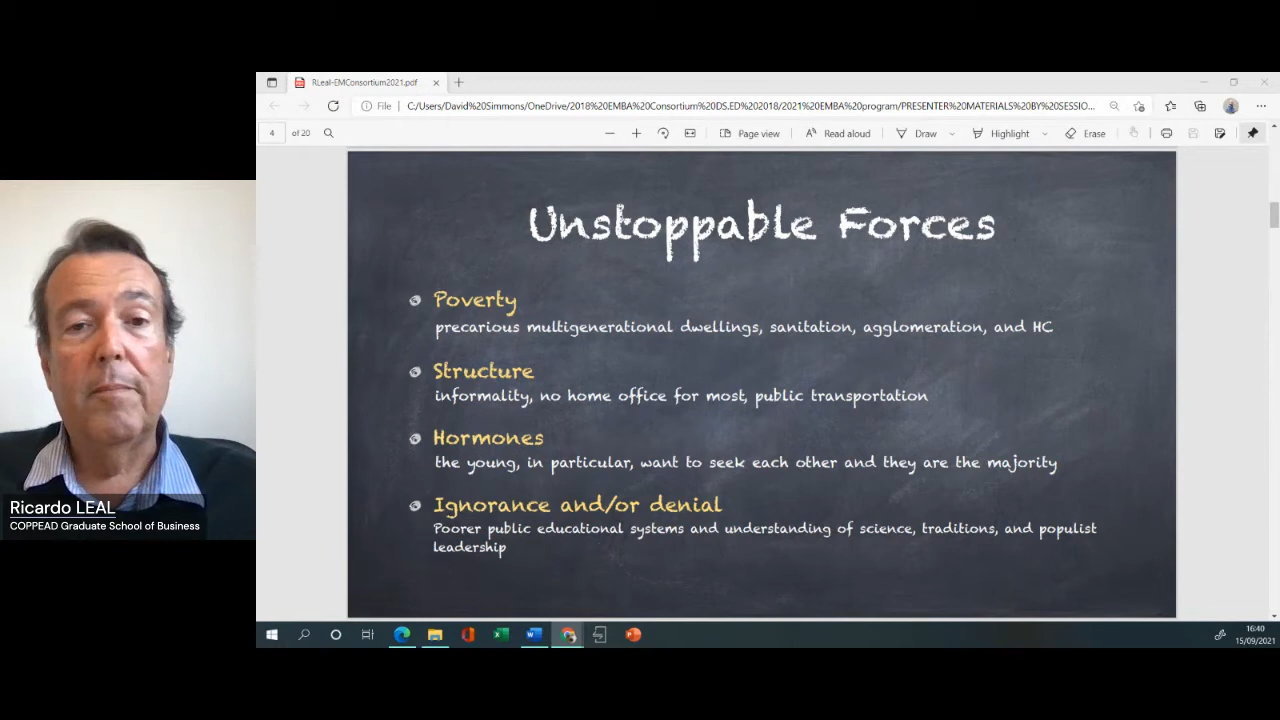 RLeal-EMConsortium2021.pdf
File
C:/Users/David%20Simmons/OneDrive/2018%20EMBA%20Consortium%20DS.ED%202018/2021%20EMBA%20program/PRESENTER%20MATERIALS%20BY%20SESSIO...
4 of 20
Page view
Read aloud
Draw
Highlight
Erase
Unstoppable Forces
Poverty
precarious multigenerational dwellings, sanitation, agglomeration, and HC
Structure
informality, no home office for most, public transportation
Hormones
the young, in particular, want to seek each other and they are the majority
Ignorance and/or denial
Poorer public educational systems and understanding of science, traditions, and populist
leadership
Ricardo LEAL
COPPEAD Graduate School of Business
16:40
15/09/2021